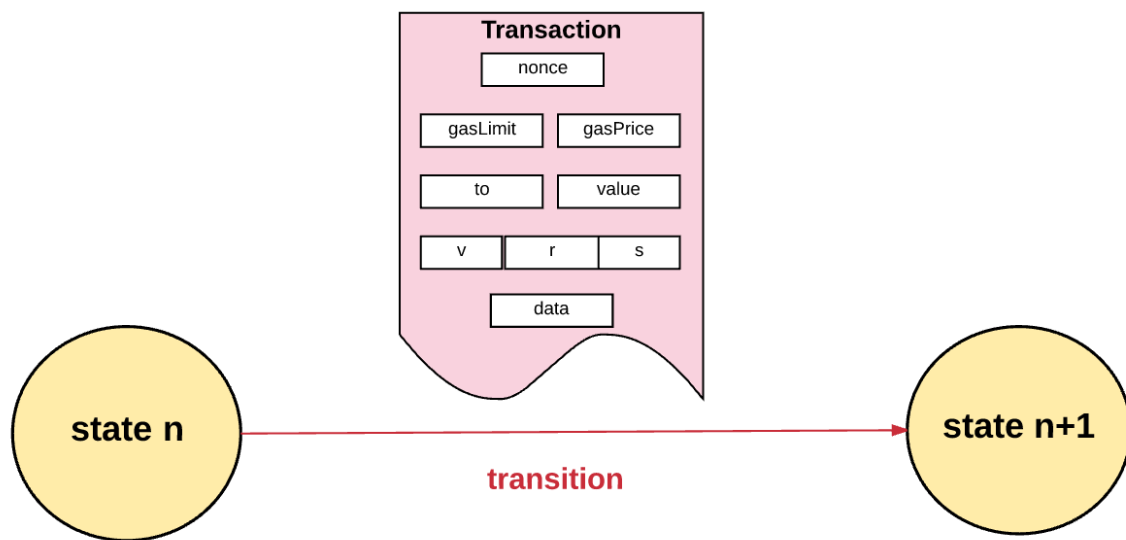 Transaction
nonce
gasLimit gasPrice
to value
v r s
data
state n state n+1
transition